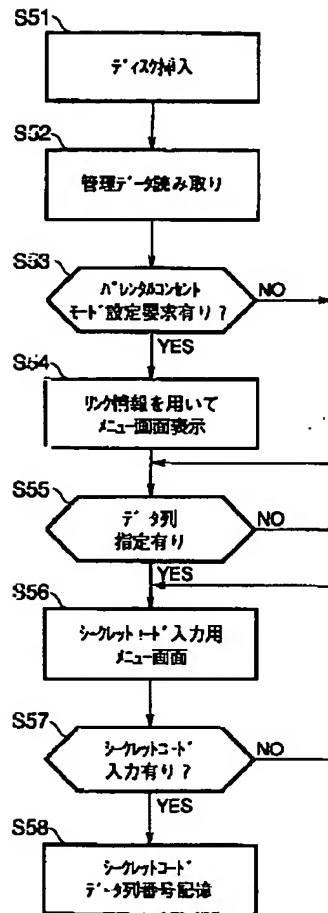 S51
ディスク挿入
S52
管理データ読み取り
S53
パレンタルコンセント
モード設定要求有り？
NO
YES
S54
リンク情報を用いて
メニュー画面表示
S55
データ列
指定有り
NO
YES
S56
シークレットコード入力用
メニュー画面
S57
シークレットコード
入力有り？
NO
YES
S58
シークレットコード
データ列番号記憶